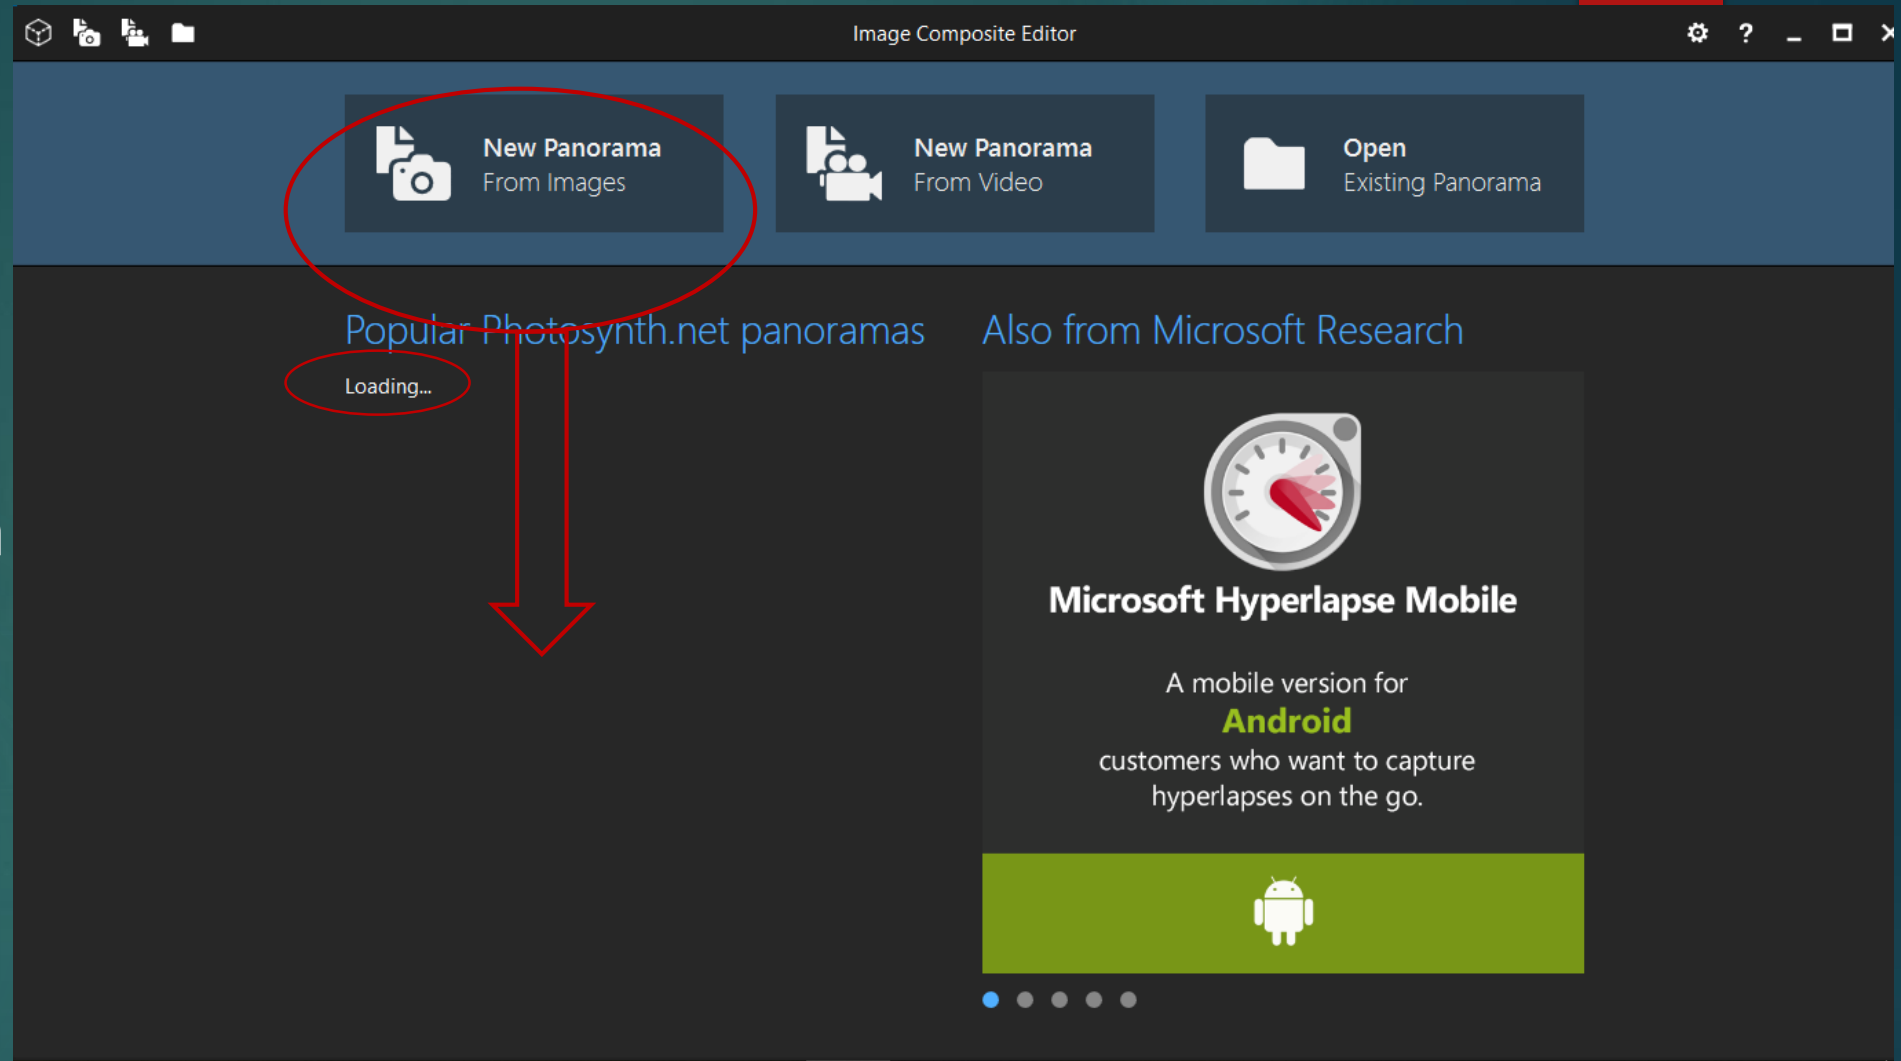 Image Composite Editor
?
New Panorama
From Images
New Panorama
From Video
Open
Existing Panorama
Popular Photosynth.net panoramas
Loading...
Also from Microsoft Research
Microsoft Hyperlapse Mobile
A mobile version for
Android
customers who want to capture
hyperlapses on the go.